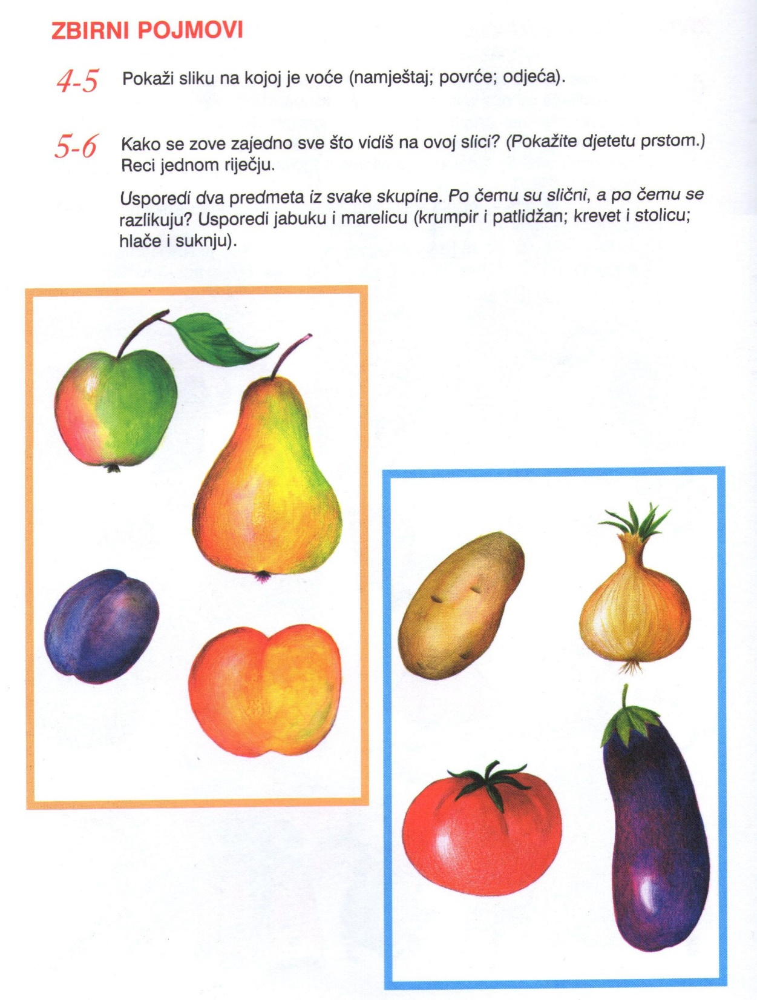 ZBIRNI POJMOVI
4-5 Pokaži sliku na kojoj je voće (namještaj; povrće; odjeća).
5-6 Kako se zove zajedno sve što vidiš na ovoj slici? (Pokažite djetetu prstom.)
Reci jednom riječju.
Usporedi dva predmeta iz svake skupine. Po čemu su slični, a po čemu se
razlikuju? Usporedi jabuku i marelicu (krumpir i patlidžan; krevet i stolicu;
hlače i suknju).